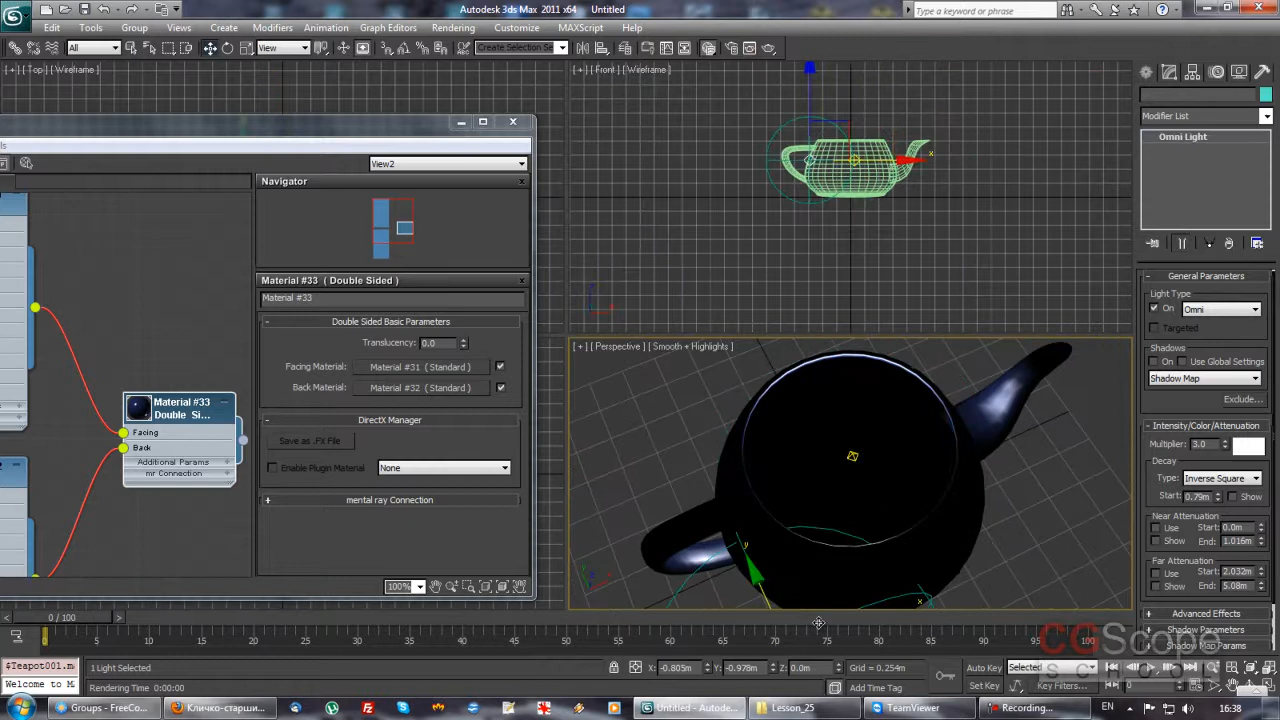 Autodesk 3ds Max 2011 x64 Untitled
Type a keyword or phrase
Edit Tools Group Views Create Modifiers Animation Graph Editors Rendering Customize MAXScript Help
All View Create Selection Se
[ + ] [ Top ] [ Wireframe ]
[ + ] [ Front ] [ Wireframe ]
Modifier List
Omni Light
View2
Navigator
x
z
x
Material #33 ( Double Sided )
Material #33
Double Sided Basic Parameters
Translucency: 0.0
Facing Material: Material #31 ( Standard )
Back Material: Material #32 ( Standard )
DirectX Manager
Save as .FX File
Enable Plugin Material None
mental ray Connection
100%
Material #33
Double Si...
Facing
Back
Additional Params
mr Connection
[ + ] [ Perspective ] [ Smooth + Highlights ]
y
x
General Parameters
Light Type
On Omni
Targeted
Shadows
On Use Global Settings
Shadow Map
Exclude...
Intensity/Color/Attenuation
Multiplier: 3.0
Decay
Type: Inverse Square
Start: 0.79m Show
Near Attenuation
Use Start: 0.0m
Show End: 1.016m
Far Attenuation
Use Start: 2.032m
Show End: 5.08m
Advanced Effects
Shadow Parameters
Shadow Map Params
0 / 100
0 5 10 15 20 25 30 35 40 45 50 55 60 65 70 75 80 85 90 95 100
CGScope
SCHOOL
$Teapot001.m
Welcome to M
1 Light Selected
Rendering Time 0:00:00
X: -0.805m Y: -0.978m Z: 0.0m Grid = 0.254m
Add Time Tag
Auto Key Selected
Set Key Key Filters... 0
Groups - FreeCo... Кличко-старши... Untitled - Autode... Lesson_25 TeamViewer Recording... EN 16:38